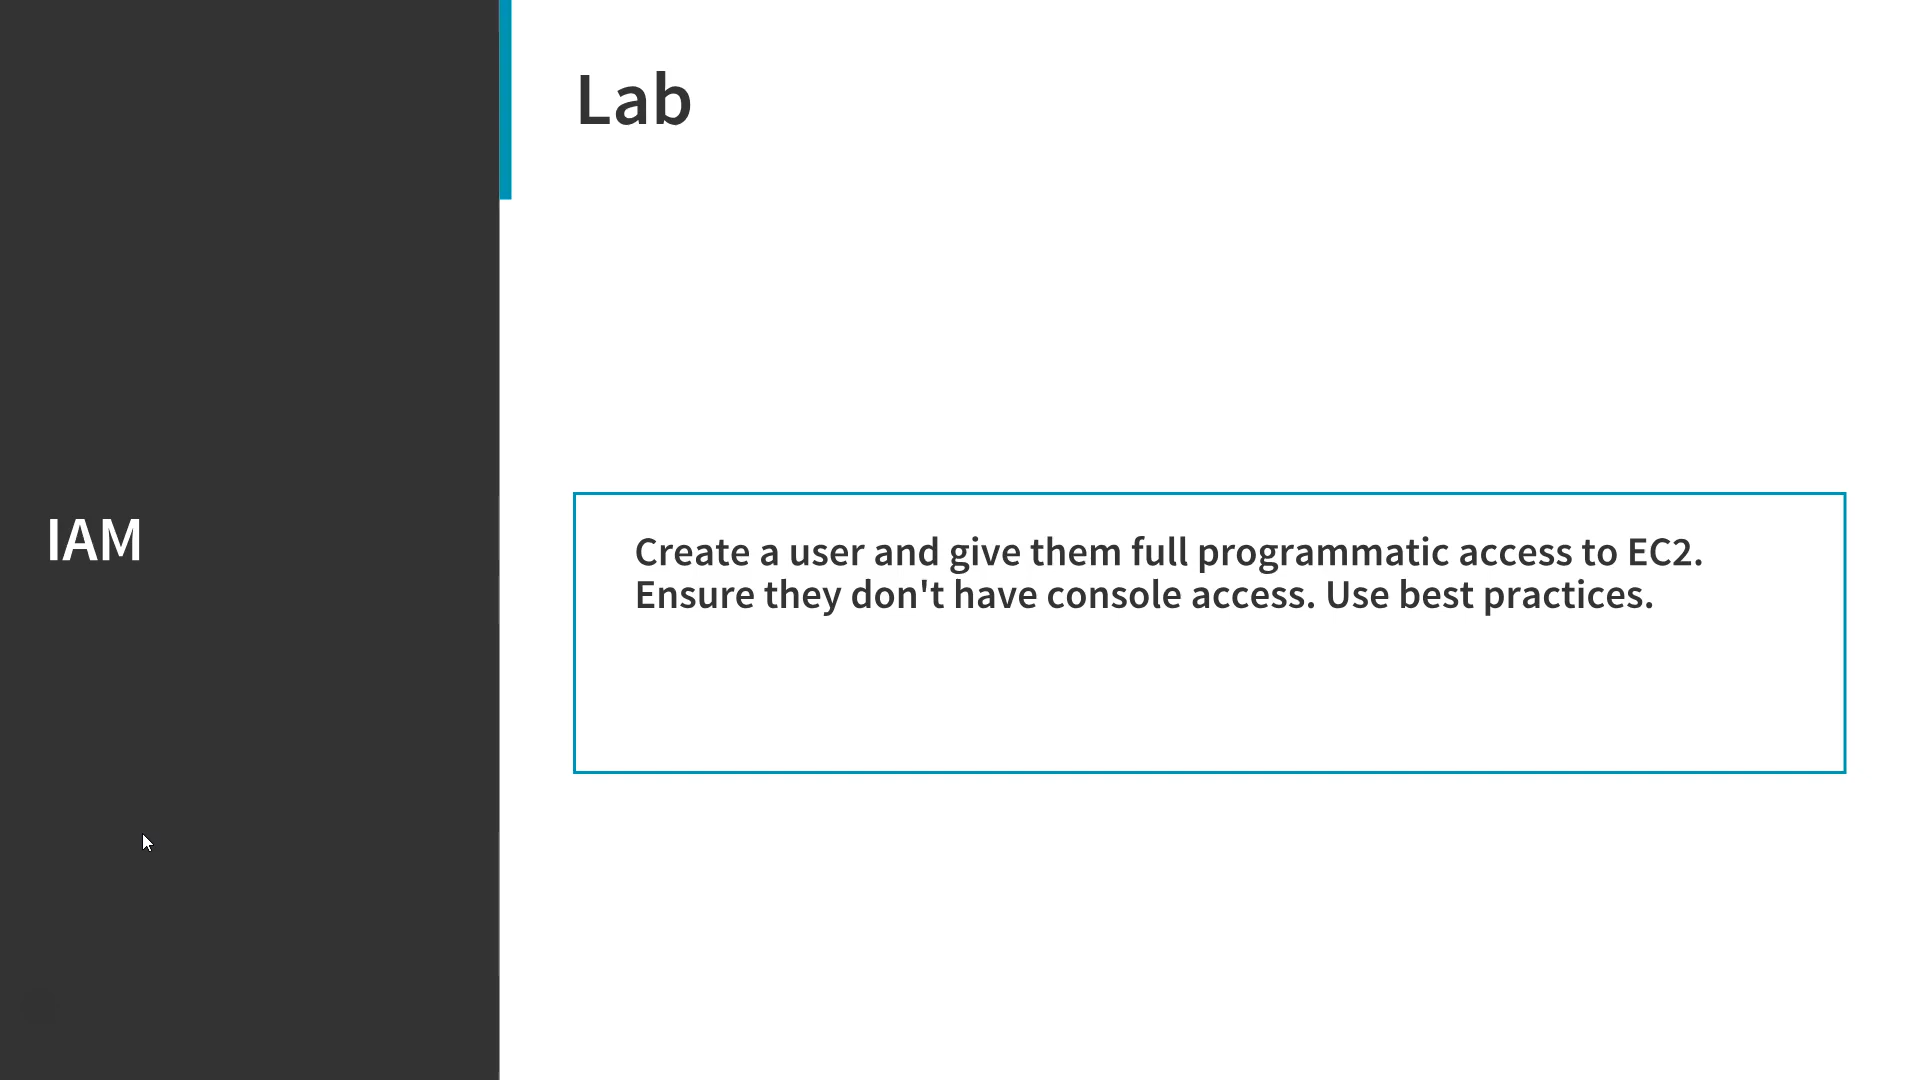 Lab
IAM
Create a user and give them full programmatic access to EC2.
Ensure they don't have console access. Use best practices.